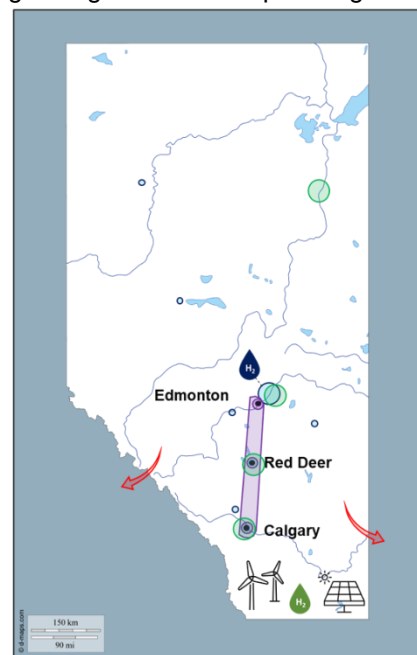 H₂
Edmonton
Red Deer
Calgary
H₂
150 km
90 mi
© d-maps.com